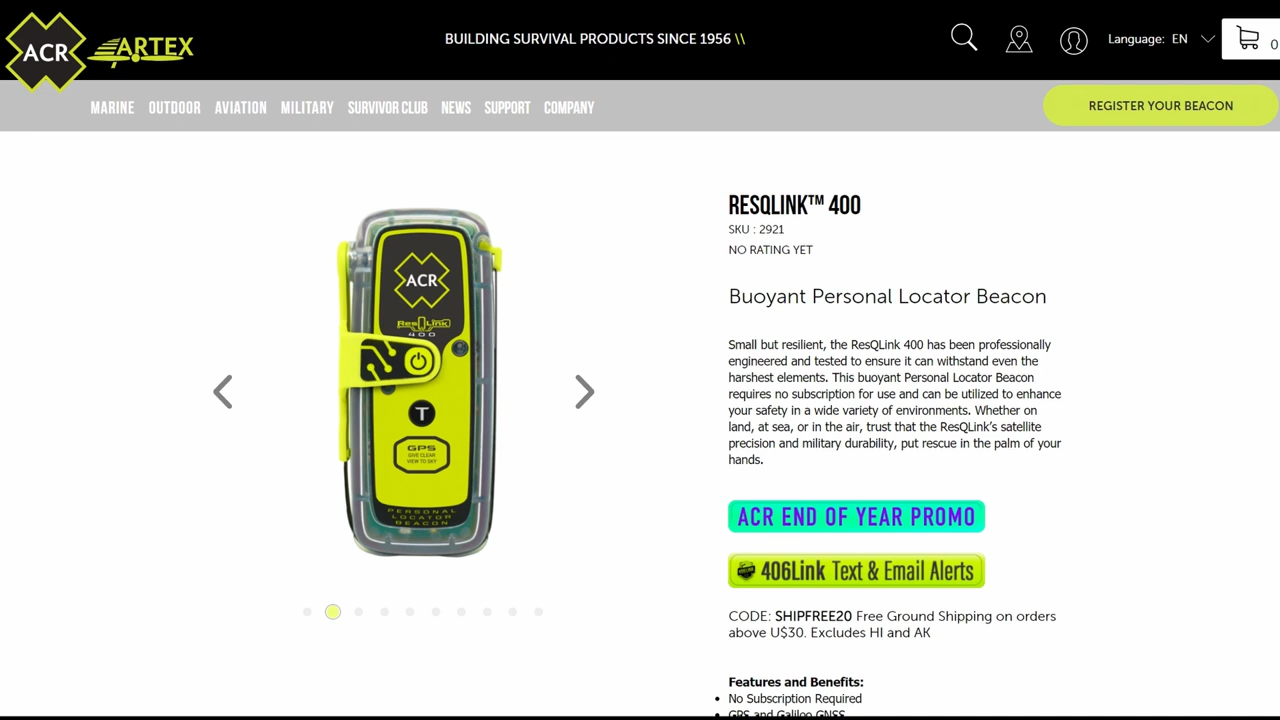 ACR ARTEX
BUILDING SURVIVAL PRODUCTS SINCE 1956 \\
Language: EN
0
MARINE OUTDOOR AVIATION MILITARY SURVIVOR CLUB NEWS SUPPORT COMPANY
REGISTER YOUR BEACON
ACR
ResQLink
400
T
GPS
GIVE CLEAR
VIEW TO SKY
PERSONAL
LOCATOR
BEACON
RESQLINK™ 400
SKU : 2921
NO RATING YET
Buoyant Personal Locator Beacon
Small but resilient, the ResQLink 400 has been professionally
engineered and tested to ensure it can withstand even the
harshest elements. This buoyant Personal Locator Beacon
requires no subscription for use and can be utilized to enhance
your safety in a wide variety of environments. Whether on
land, at sea, or in the air, trust that the ResQLink’s satellite
precision and military durability, put rescue in the palm of your
hands.
ACR END OF YEAR PROMO
406Link Text & Email Alerts
CODE: SHIPFREE20 Free Ground Shipping on orders
above U$30. Excludes HI and AK
Features and Benefits:
• No Subscription Required
• GPS and Galileo GNSS